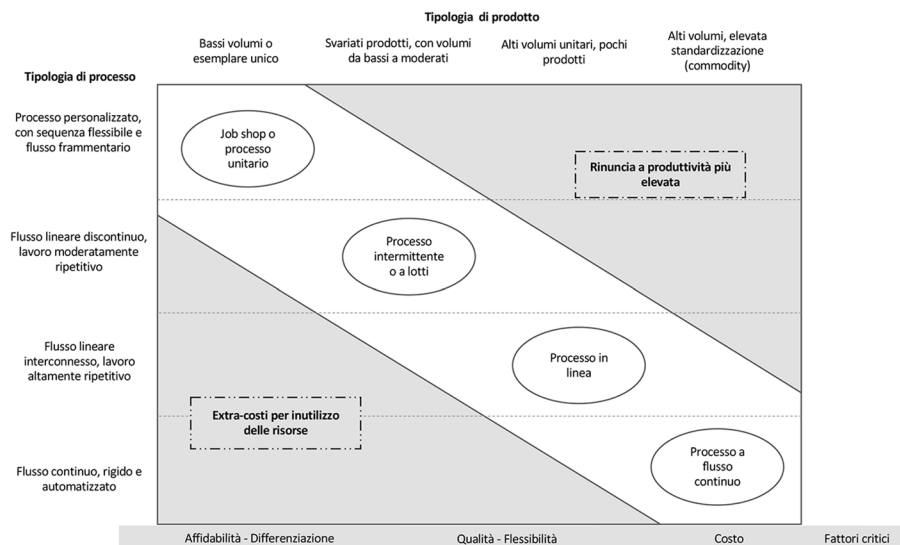 Tipologia di prodotto
Bassi volumi o
esemplare unico
Svariati prodotti, con volumi
da bassi a moderati
Alti volumi unitari, pochi
prodotti
Alti volumi, elevata
standardizzazione
(commodity)
Tipologia di processo
Processo personalizzato,
con sequenza flessibile e
flusso frammentario
Job shop o
processo
unitario
Rinuncia a produttività più
elevata
Flusso lineare discontinuo,
lavoro moderatamente
ripetitivo
Processo
intermittente
o a lotti
Flusso lineare
interconnesso, lavoro
altamente ripetitivo
Processo in
linea
Extra-costi per inutilizzo
delle risorse
Flusso continuo, rigido e
automatizzato
Processo a
flusso
continuo
Affidabilità - Differenziazione
Qualità - Flessibilità
Costo
Fattori critici